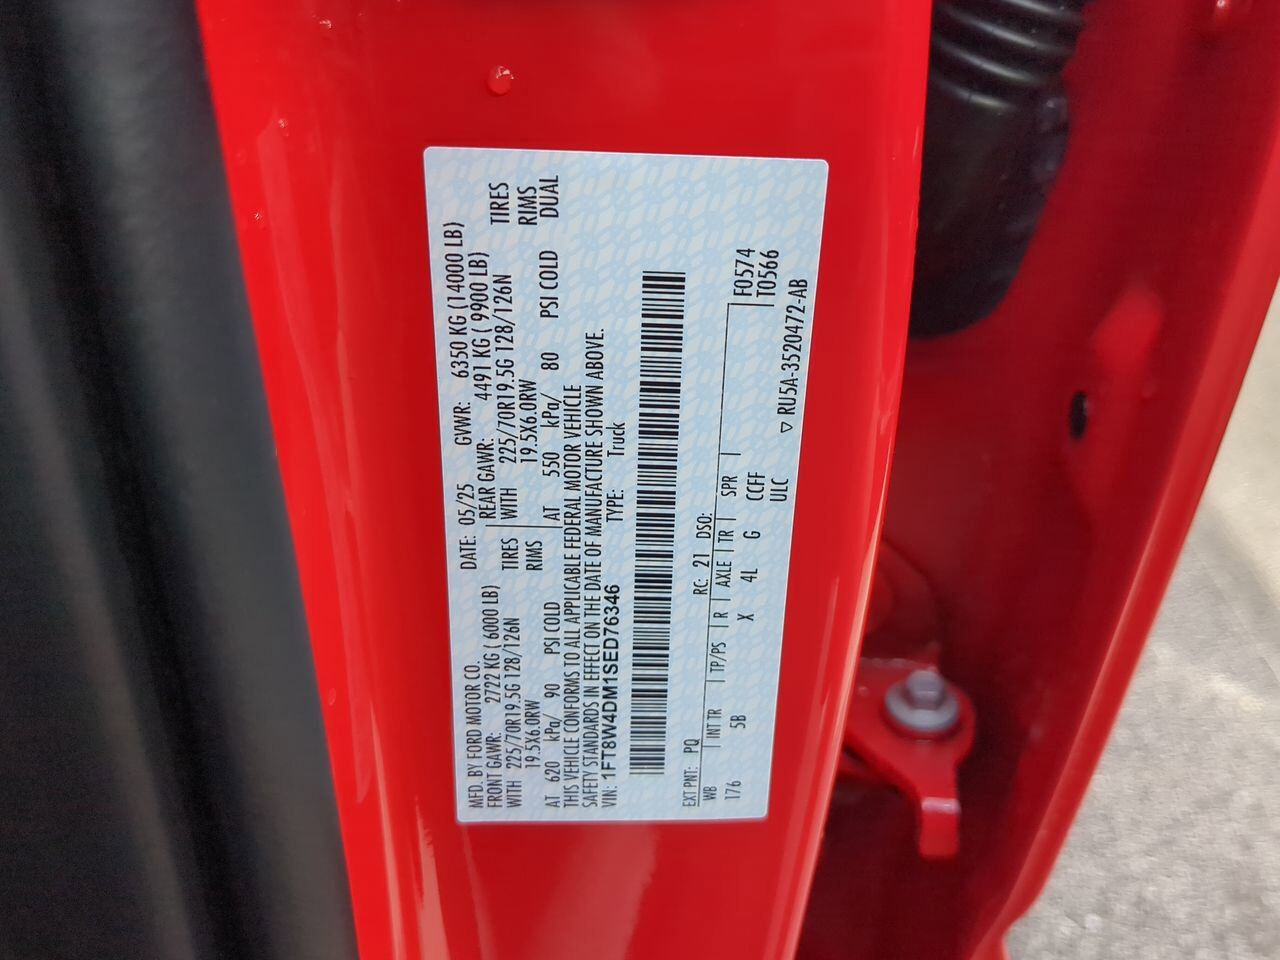 MFD. BY FORD MOTOR CO.
DATE: 05/25 GVWR: 6350 KG (14000 LB)
FRONT GAWR: 2722 KG ( 6000 LB)
REAR GAWR: 4491 KG ( 9900 LB)
WITH 225/70R19.5G 128/126N TIRES
WITH 225/70R19.5G 128/126N TIRES
19.5X6.0RW RIMS
19.5X6.0RW RIMS
AT 620 kPa/ 90 PSI COLD
AT 550 kPa/ 80 PSI COLD DUAL
THIS VEHICLE CONFORMS TO ALL APPLICABLE FEDERAL MOTOR VEHICLE
SAFETY STANDARDS IN EFFECT ON THE DATE OF MANUFACTURE SHOWN ABOVE.
VIN: 1FT8W4DM1SED76346 TYPE: Truck
EXT PNT: PQ RC: 21 DSO: F0574
WB INT TR TP/PS R AXLE TR SPR T0566
176 5B X 4L G CCFF
ULC ▽ RU5A-3520472-AB